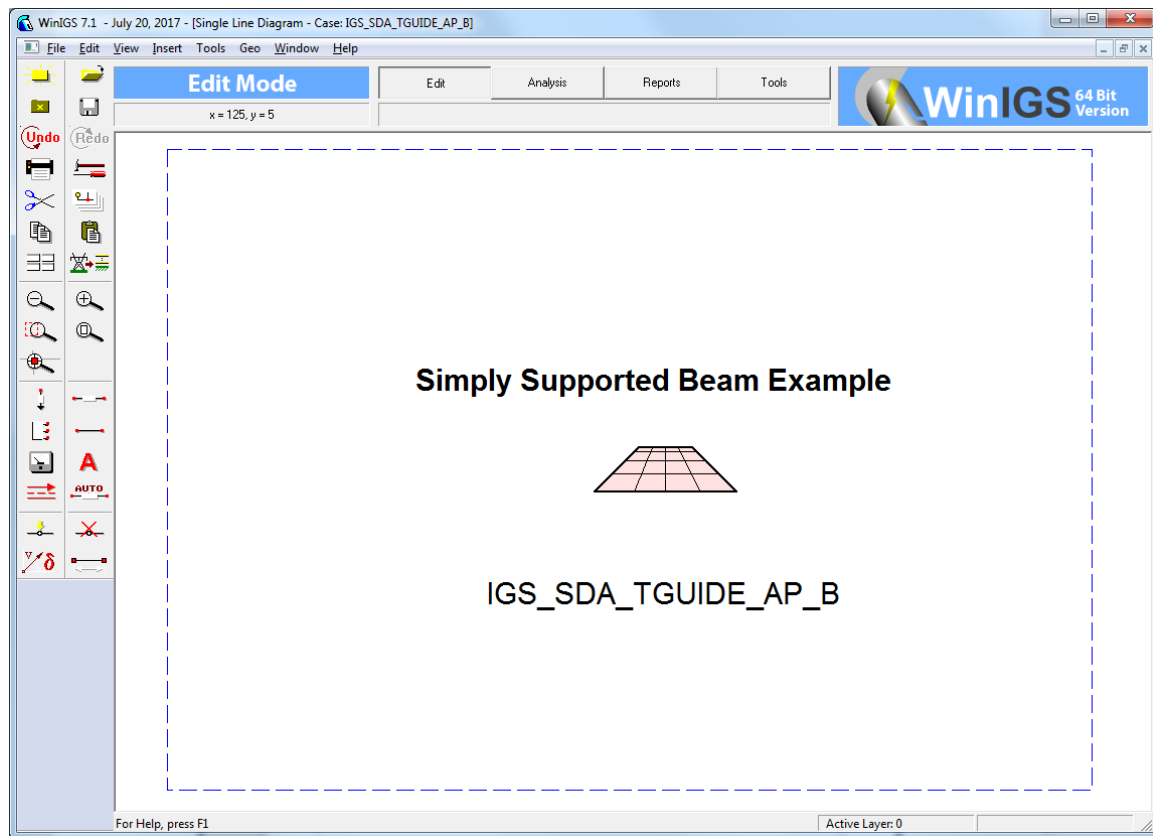 WinIGS 7.1 - July 20, 2017 - [Single Line Diagram - Case: IGS_SDA_TGUIDE_AP_B]
File Edit View Insert Tools Geo Window Help
Edit Mode
Edit Analysis Reports Tools
WinIGS 64 Bit Version
x = 125, y = 5
Undo Redo
Simply Supported Beam Example
A
AUTO
δ
IGS_SDA_TGUIDE_AP_B
For Help, press F1
Active Layer: 0